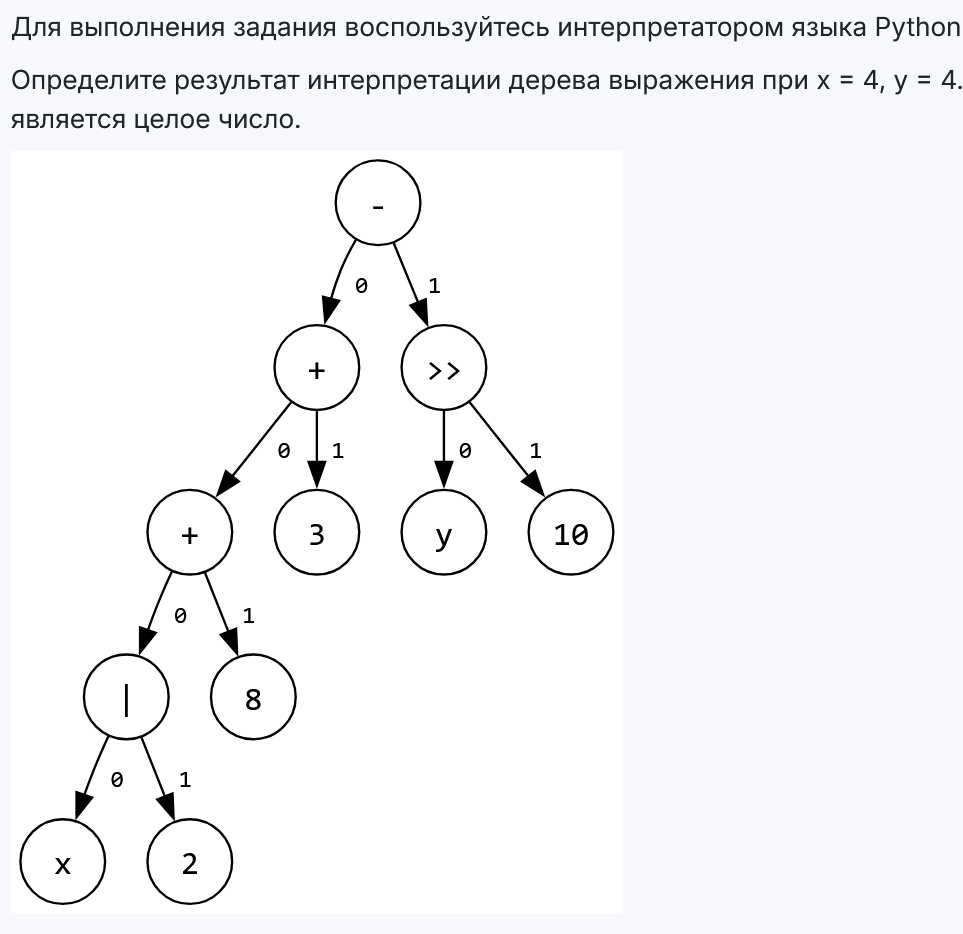 Для выполнения задания воспользуйтесь интерпретатором языка Python
Определите результат интерпретации дерева выражения при x = 4, y = 4.
является целое число.
-
0 1
+ >>
0 1 0 1
+ 3 y 10
0 1
| 8
0 1
x 2